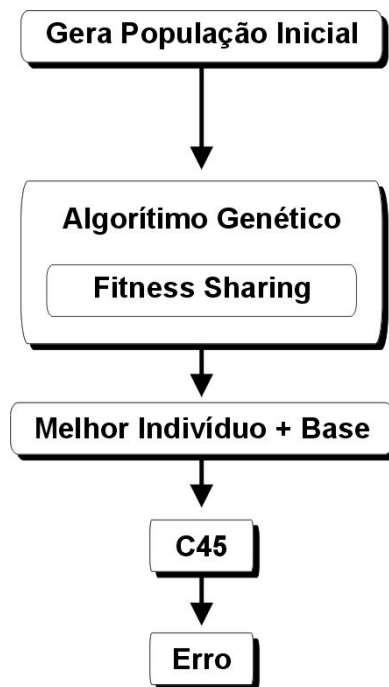 Gera População Inicial
Algorítimo Genético
Fitness Sharing
Melhor Indivíduo + Base
C45
Erro